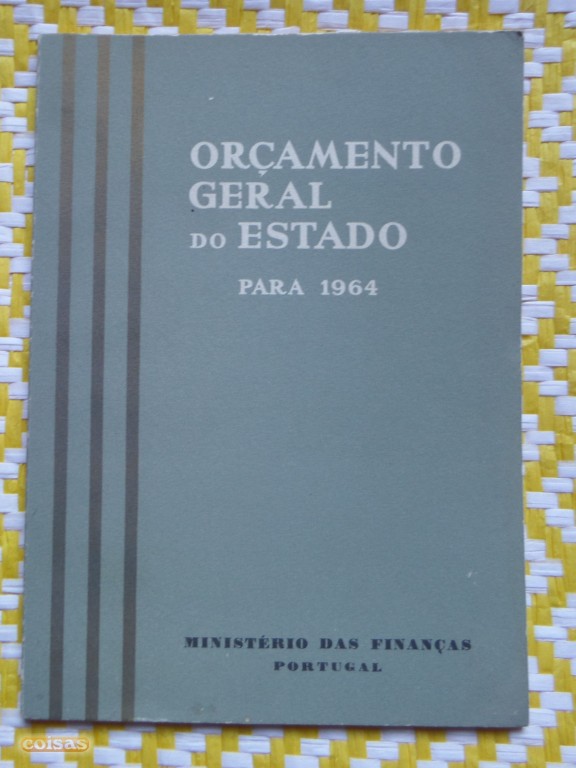 ORÇAMENTO
GERAL
DO ESTADO
PARA 1964
MINISTÉRIO DAS FINANÇAS
PORTUGAL
coisas